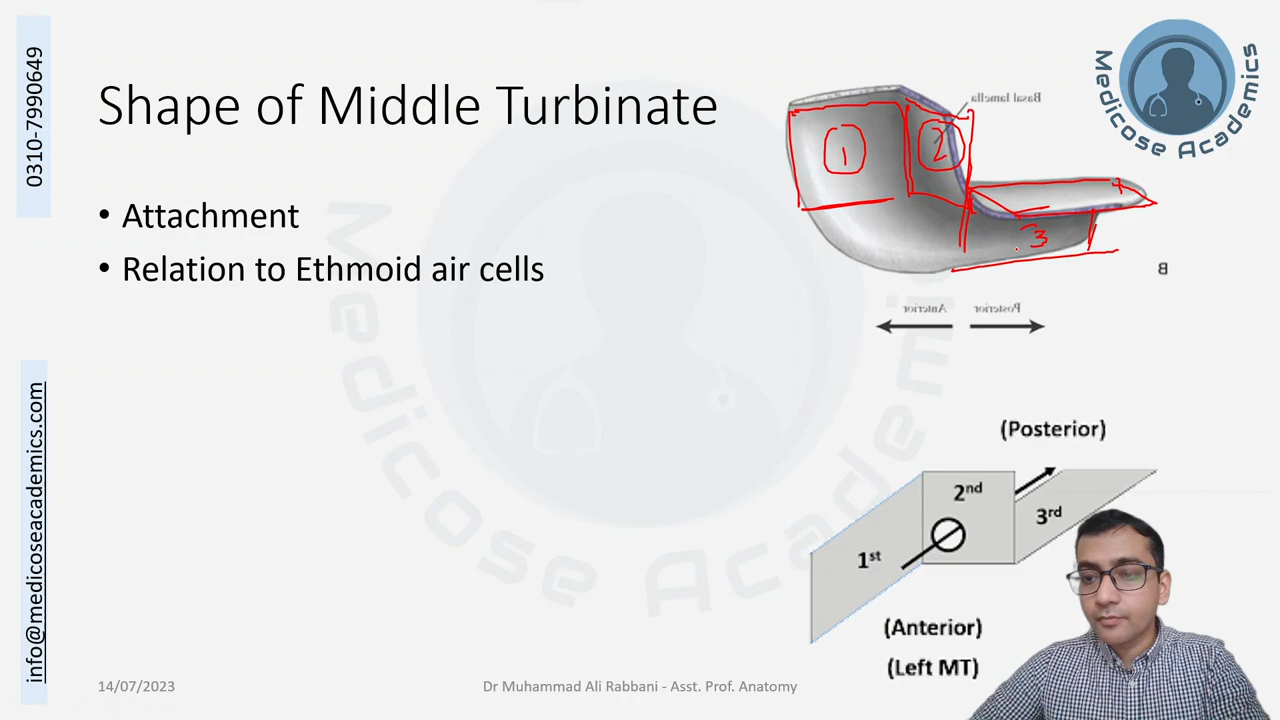 0310-7990649
info@medicoseacademics.com
Shape of Middle Turbinate
• Attachment
• Relation to Ethmoid air cells
Medicose Academics
Basal lamella
1
2
3
B
Anterior
Posterior
(Posterior)
2nd
3rd
1st
(Anterior)
(Left MT)
Medicose Academics
14/07/2023
Dr Muhammad Ali Rabbani - Asst. Prof. Anatomy